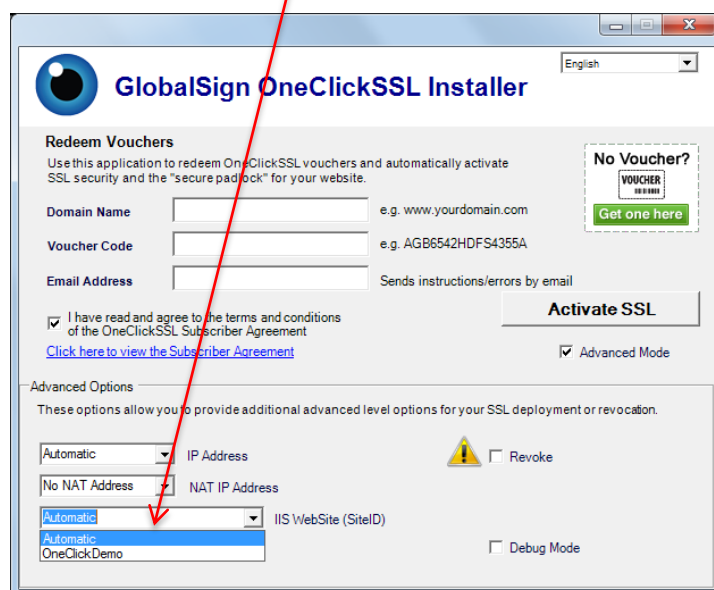 English
GlobalSign OneClickSSL Installer
Redeem Vouchers
Use this application to redeem OneClickSSL vouchers and automatically activate
SSL security and the "secure padlock" for your website.
No Voucher?
VOUCHER
Get one here
Domain Name
e.g. www.yourdomain.com
Voucher Code
e.g. AGB6542HDFS4355A
Email Address
Sends instructions/errors by email
I have read and agree to the terms and conditions
of the OneClickSSL Subscriber Agreement
Activate SSL
Click here to view the Subscriber Agreement
Advanced Mode
Advanced Options
These options allow you to provide additional advanced level options for your SSL deployment or revocation.
Automatic IP Address
Revoke
No NAT Address NAT IP Address
Automatic IIS WebSite (SiteID)
Automatic
OneClickDemo
Debug Mode